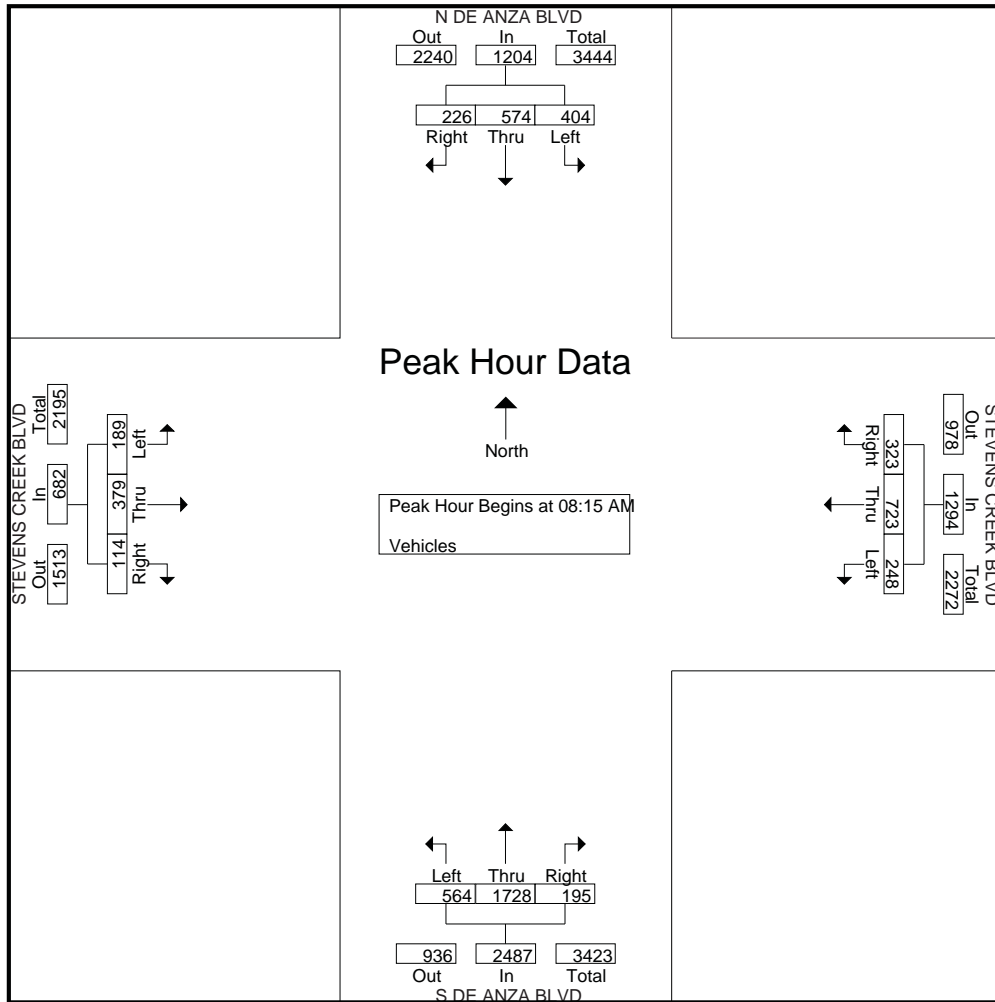 N DE ANZA BLVD
Out In Total
2240 1204 3444
226 574 404
Right Thru Left
Peak Hour Data
North
Peak Hour Begins at 08:15 AM
Vehicles
STEVENS CREEK BLVD
Total In Out
2195 682 1513
189 379 114
Left Thru Right
STEVENS CREEK BLVD
Out In Total
978 1294 2272
323 723 248
Right Thru Left
Left Thru Right
564 1728 195
936 2487 3423
Out In Total
S DE ANZA BLVD